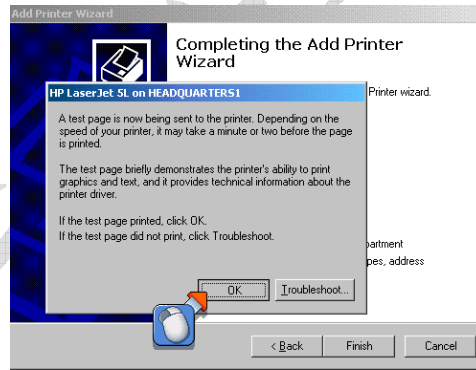 Add Printer Wizard
Completing the Add Printer
Wizard
HP LaserJet 5L on HEADQUARTERS1
Printer wizard.
A test page is now being sent to the printer. Depending on the
speed of your printer, it may take a minute or two before the page
is printed.
The test page briefly demonstrates the printer's ability to print
graphics and text, and it provides technical information about the
printer driver.
If the test page printed, click OK.
If the test page did not print, click Troubleshoot.
partment
pes, address
OK
Troubleshoot...
< Back
Finish
Cancel